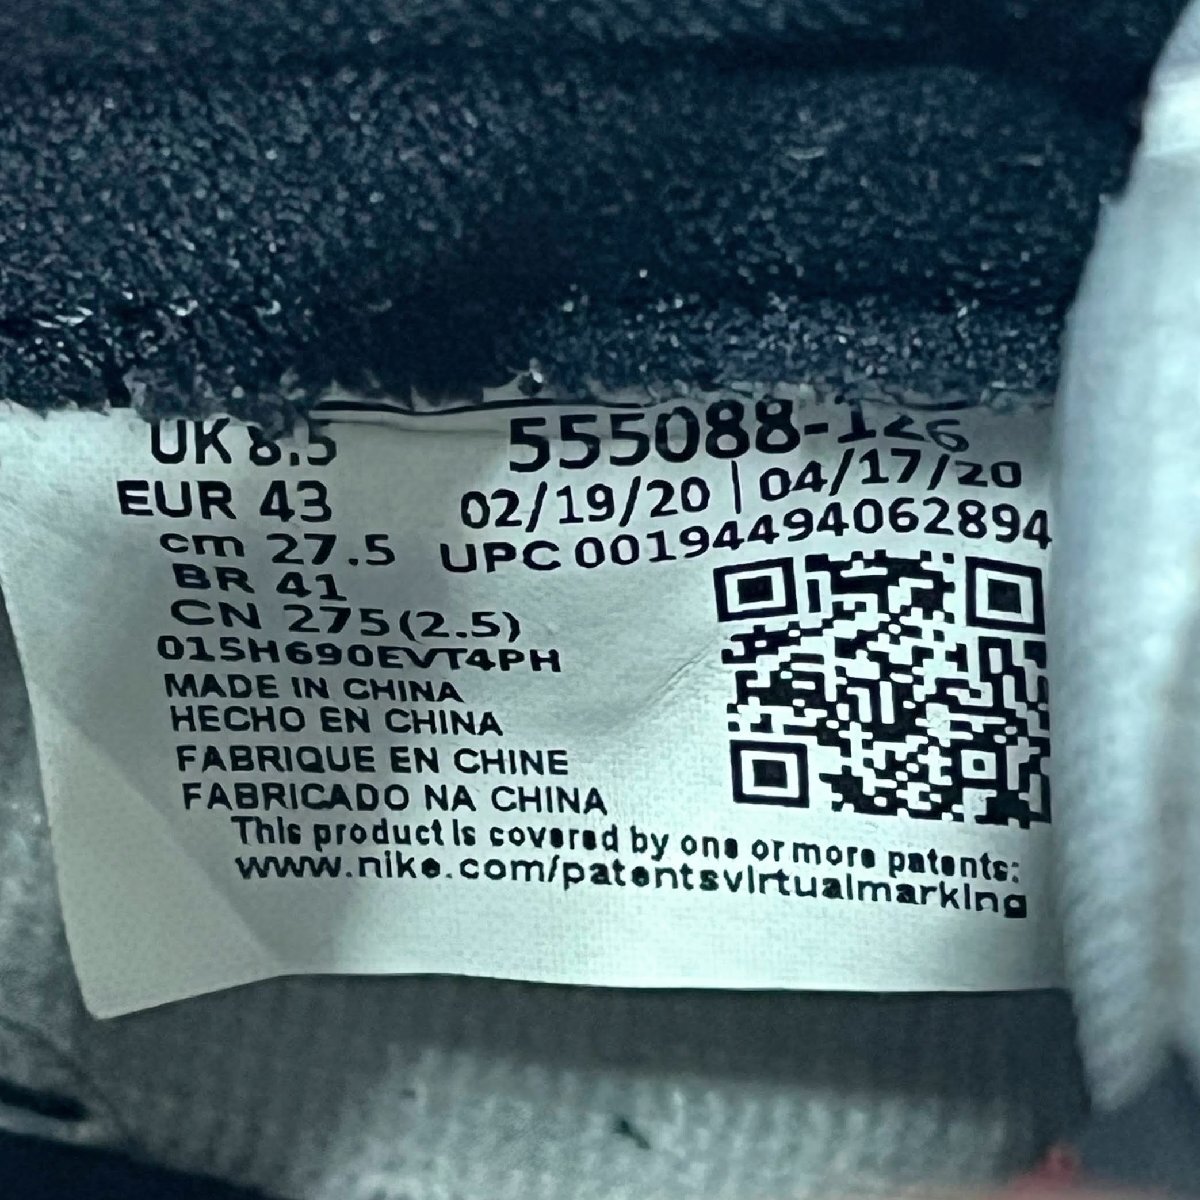 UK 8.5
EUR 43
cm 27.5
BR 41
CN 275(2.5)
015H690EVT4PH
MADE IN CHINA
HECHO EN CHINA
FABRIQUE EN CHINE
FABRICADO NA CHINA
555088-126
02/19/20 | 04/17/20
UPC 00194494062894
This product is covered by one or more patents:
www.nike.com/patentsvirtualmarking